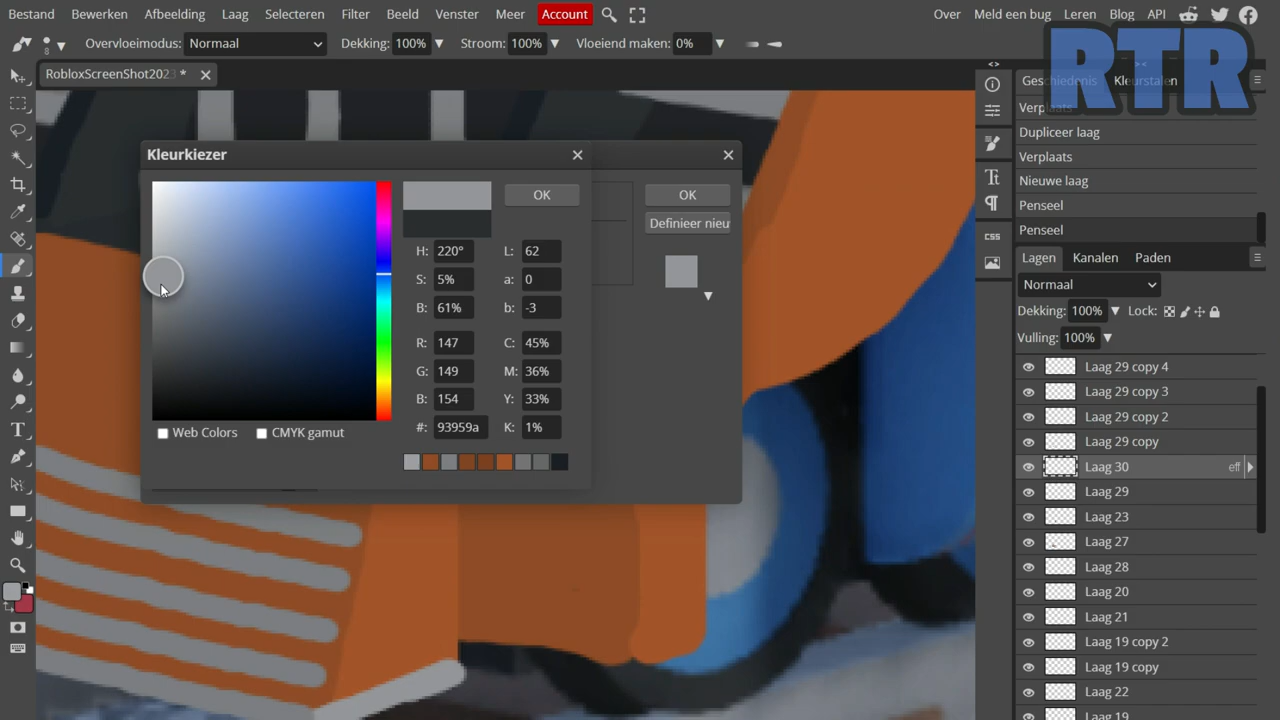 Bestand Bewerken Afbeelding Laag Selecteren Filter Beeld Venster Meer Account Over Meld een bug Leren Blog API
8 Overvloeimodus: Normaal Dekking: 100% Stroom: 100% Vloeiend maken: 0%
RobloxScreenShot2023 *
RTR
Kleurstalen
Verplaats
Dupliceer laag
Verplaats
Nieuwe laag
Penseel
Penseel
Kleurkiezer
OK
OK
Definieer nieu
H: 220° L: 62
S: 5% a: 0
B: 61% b: -3
R: 147 C: 45%
G: 149 M: 36%
B: 154 Y: 33%
#: 93959a K: 1%
Web Colors CMYK gamut
CSS
Lagen Kanalen Paden
Normaal
Dekking: 100% Lock:
Vulling: 100%
Laag 29 copy 4
Laag 29 copy 3
Laag 29 copy 2
Laag 29 copy
Laag 30 eff
Laag 29
Laag 23
Laag 27
Laag 28
Laag 20
Laag 21
Laag 19 copy 2
Laag 19 copy
Laag 22
Laag 19